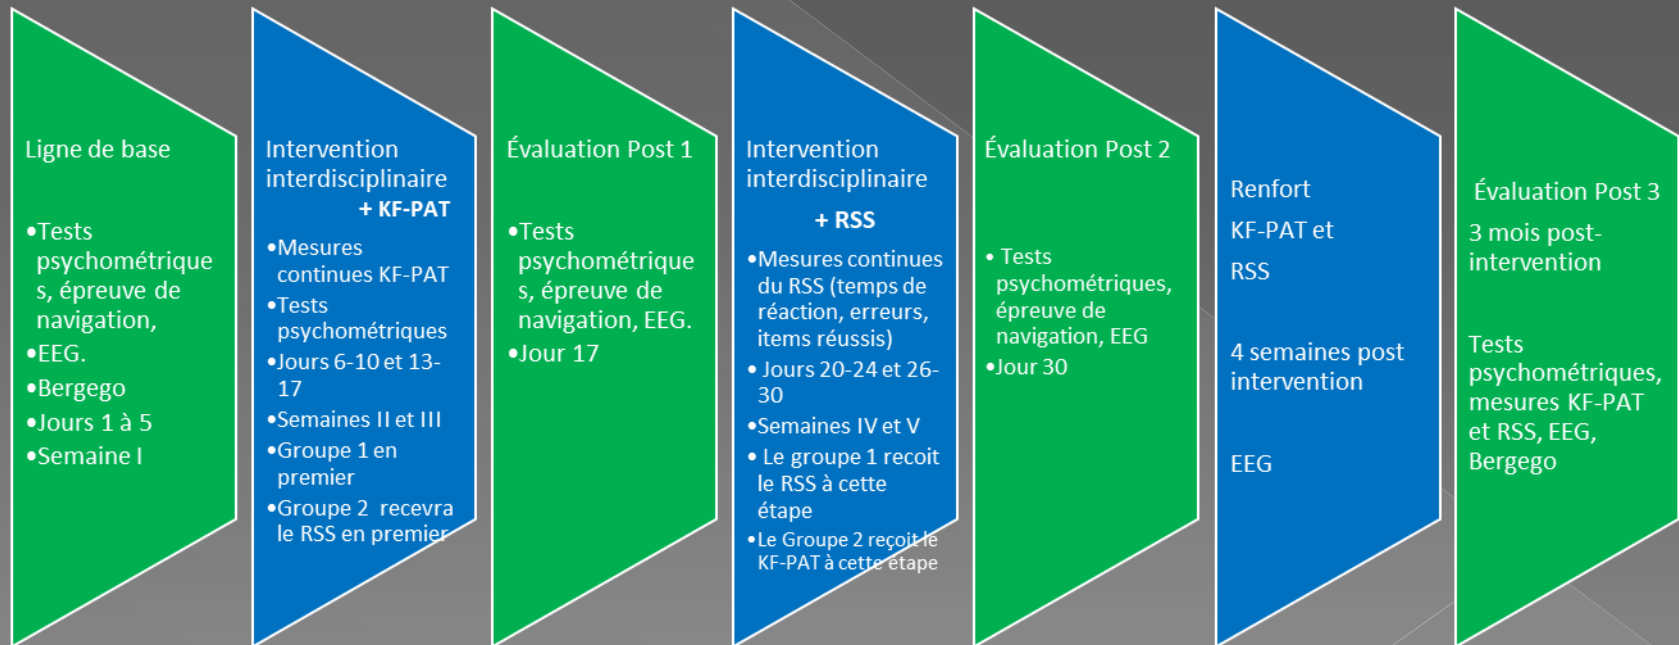 Ligne de base
•Tests
psychométrique
s, épreuve de
navigation,
•EEG.
•Bergego
•Jours 1 à 5
•Semaine I
Intervention
interdisciplinaire
+ KF-PAT
•Mesures
continues KF-PAT
•Tests
psychométriques
•Jours 6-10 et 13-
17
•Semaines II et III
•Groupe 1 en
premier
•Groupe 2 recevra
le RSS en premier
Évaluation Post 1
•Tests
psychométrique
s, épreuve de
navigation, EEG.
•Jour 17
Intervention
interdisciplinaire
+ RSS
•Mesures continues
du RSS (temps de
réaction, erreurs,
items réussis)
• Jours 20-24 et 26-
30
•Semaines IV et V
• Le groupe 1 recoit
le RSS à cette
étape
•Le Groupe 2 reçoit le
KF-PAT à cette étape
Évaluation Post 2
• Tests
psychométriques,
épreuve de
navigation, EEG
•Jour 30
Renfort
KF-PAT et
RSS
4 semaines post
intervention
EEG
Évaluation Post 3
3 mois post-
intervention
Tests
psychométriques,
mesures KF-PAT
et RSS, EEG,
Bergego